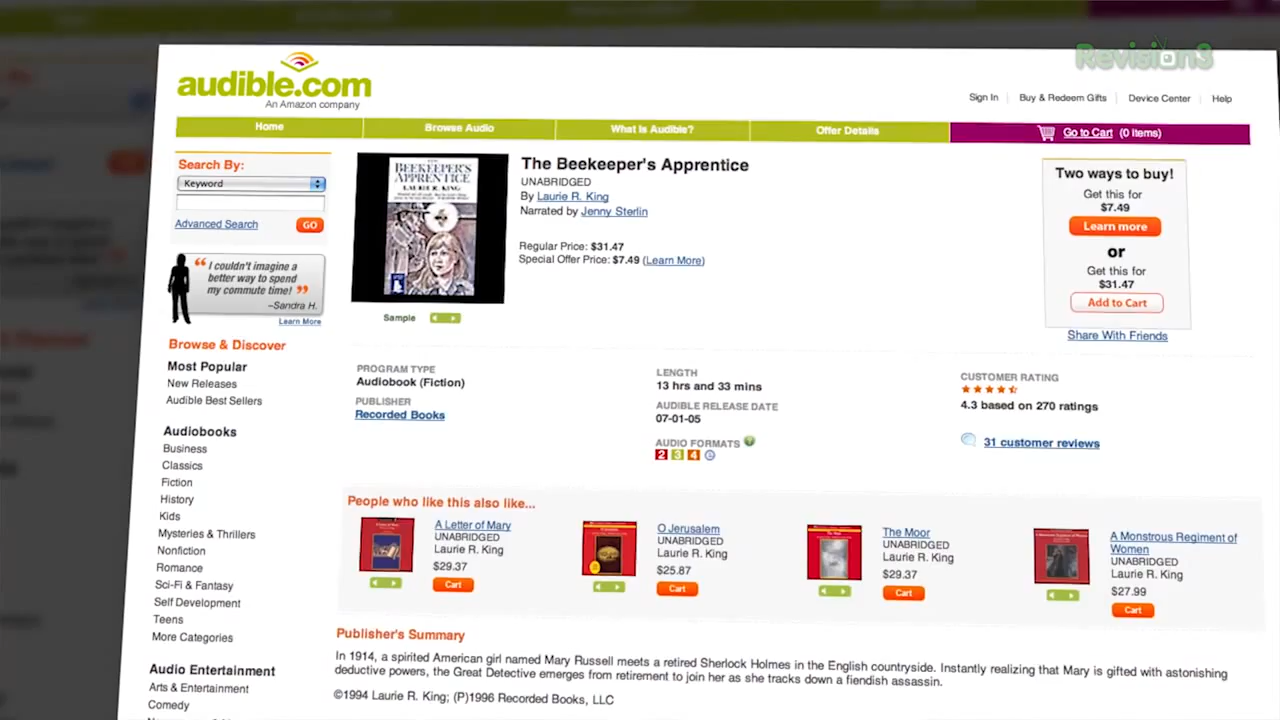 Revision3
audible.com
An Amazon company
Sign In
Buy & Redeem Gifts
Device Center
Help
Home
Browse Audio
What Is Audible?
Offer Details
Go to Cart (0 items)
Search By:
Keyword
Advanced Search
GO
“ I couldn't imagine a
better way to spend
my commute time! ”
–Sandra H.
Learn More
Browse & Discover
Most Popular
New Releases
Audible Best Sellers
Audiobooks
Business
Classics
Fiction
History
Kids
Mysteries & Thrillers
Nonfiction
Romance
Sci-Fi & Fantasy
Self Development
Teens
More Categories
Audio Entertainment
Arts & Entertainment
Comedy
BEEKEEPER'S
APPRENTICE
LAURIE R. KING
Sample
The Beekeeper's Apprentice
UNABRIDGED
By Laurie R. King
Narrated by Jenny Sterlin
Regular Price: $31.47
Special Offer Price: $7.49 (Learn More)
Two ways to buy!
Get this for
$7.49
Learn more
or
Get this for
$31.47
Add to Cart
Share With Friends
PROGRAM TYPE
Audiobook (Fiction)
PUBLISHER
Recorded Books
LENGTH
13 hrs and 33 mins
AUDIBLE RELEASE DATE
07-01-05
AUDIO FORMATS
2 3 4 e
CUSTOMER RATING
4.3 based on 270 ratings
31 customer reviews
People who like this also like...
A Letter of Mary
UNABRIDGED
Laurie R. King
$29.37
Cart
O Jerusalem
UNABRIDGED
Laurie R. King
$25.87
Cart
The Moor
UNABRIDGED
Laurie R. King
$29.37
Cart
A Monstrous Regiment of
Women
UNABRIDGED
Laurie R. King
$27.99
Cart
Publisher's Summary
In 1914, a spirited American girl named Mary Russell meets a retired Sherlock Holmes in the English countryside. Instantly realizing that Mary is gifted with astonishing
deductive powers, the Great Detective emerges from retirement to join her as she tracks down a fiendish assassin.
©1994 Laurie R. King; (P)1996 Recorded Books, LLC